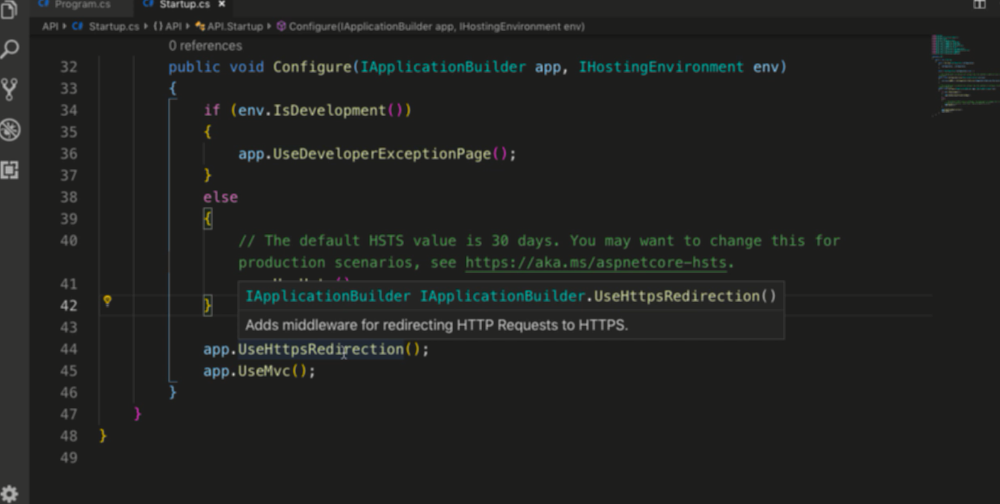 Program.cs
Startup.cs ×
API › Startup.cs › {} API › API.Startup › Configure(IApplicationBuilder app, IHostingEnvironment env)
0 references
32 public void Configure(IApplicationBuilder app, IHostingEnvironment env)
33 {
34 if (env.IsDevelopment())
35 {
36 app.UseDeveloperExceptionPage();
37 }
38 else
39 {
40 // The default HSTS value is 30 days. You may want to change this for
production scenarios, see https://aka.ms/aspnetcore-hsts.
41
IApplicationBuilder IApplicationBuilder.UseHttpsRedirection()
42 }
Adds middleware for redirecting HTTP Requests to HTTPS.
43
44 app.UseHttpsRedirection();
45 app.UseMvc();
46 }
47 }
48 }
49